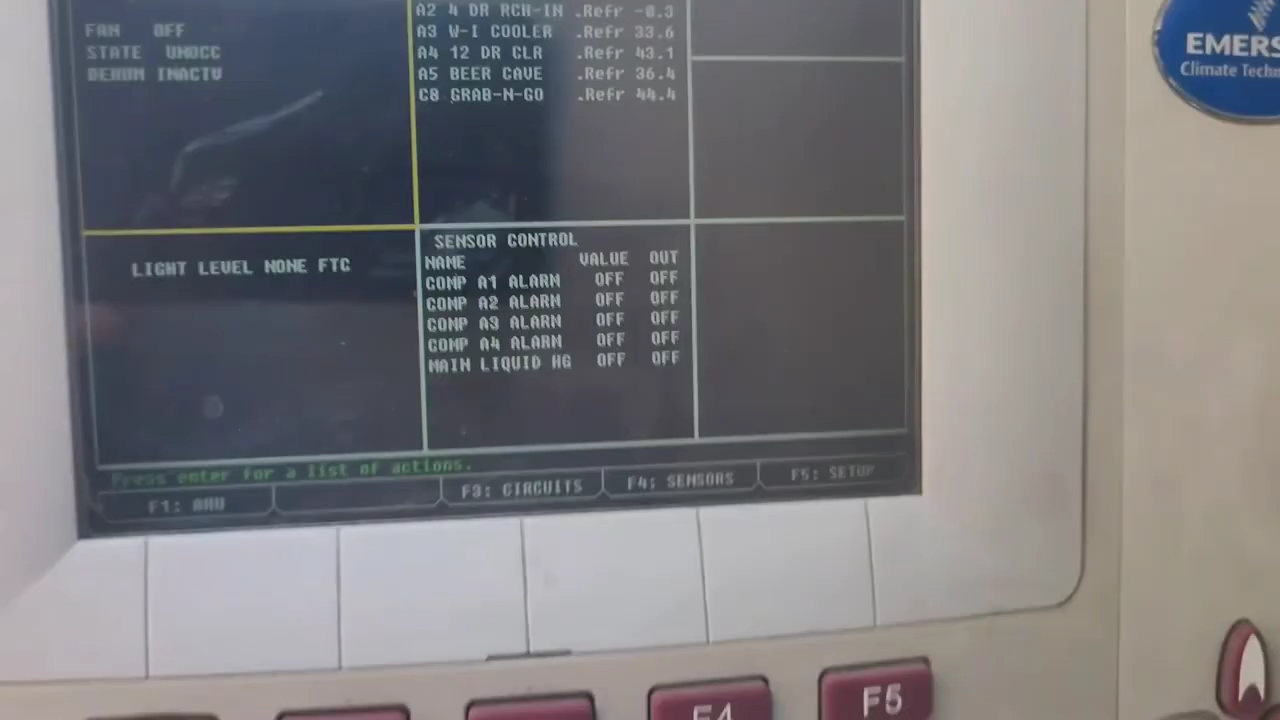 FAN OFF
STATE UNOCC
DEHUM INACTV
A2 4 DR RCH-IN .Refr -0.3
A3 W-I COOLER .Refr 33.6
A4 12 DR CLR .Refr 43.1
A5 BEER CAVE .Refr 36.4
C8 GRAB-N-GO .Refr 44.4
LIGHT LEVEL NONE FTC
SENSOR CONTROL
NAME VALUE OUT
COMP A1 ALARM OFF OFF
COMP A2 ALARM OFF OFF
COMP A3 ALARM OFF OFF
COMP A4 ALARM OFF OFF
MAIN LIQUID HG OFF OFF
Press enter for a list of actions.
F1: AHU
F3: CIRCUITS
F4: SENSORS
F5: SETUP
F4
F5
EMERS
Climate Techn